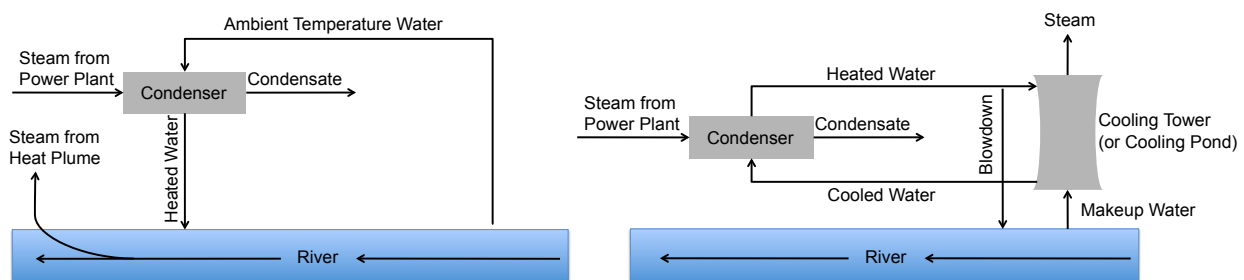 Ambient Temperature Water
Steam from
Power Plant
Condenser
Condensate
Steam from
Heat Plume
Heated Water
River
Steam
Heated Water
Steam from
Power Plant
Condenser
Condensate
Blowdown
Cooling Tower
(or Cooling Pond)
Cooled Water
Makeup Water
River